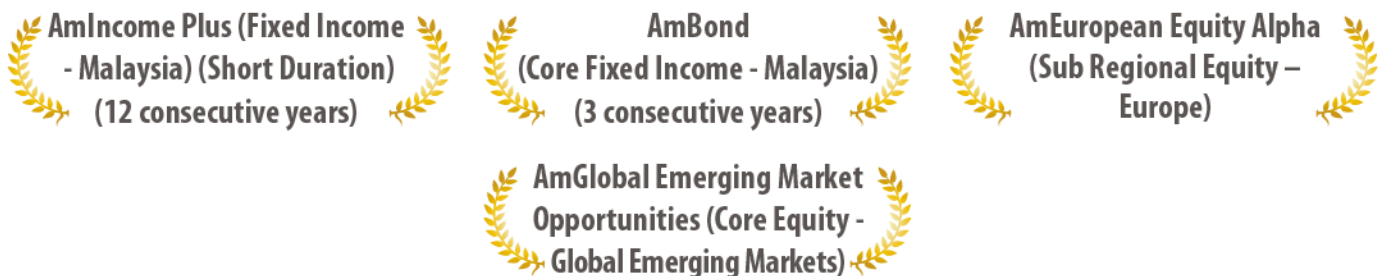 AmIncome Plus (Fixed Income
- Malaysia) (Short Duration)
(12 consecutive years)
AmBond
(Core Fixed Income - Malaysia)
(3 consecutive years)
AmEuropean Equity Alpha
(Sub Regional Equity –
Europe)
AmGlobal Emerging Market
Opportunities (Core Equity -
Global Emerging Markets)